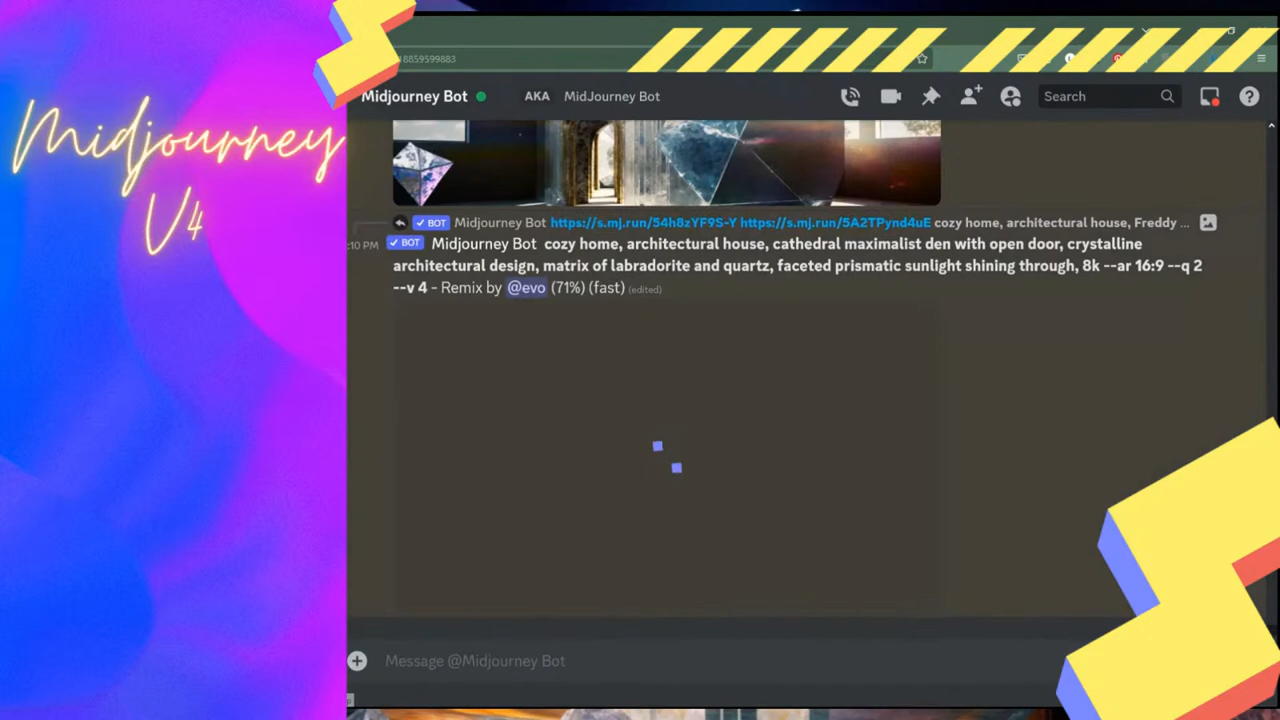 Midjourney
V4
18859599883
Midjourney Bot AKA MidJourney Bot Search
BOT Midjourney Bot https://s.mj.run/54h8zYF9S-Y https://s.mj.run/5A2TPynd4uE cozy home, architectural house, Freddy ...
:10 PM BOT Midjourney Bot cozy home, architectural house, cathedral maximalist den with open door, crystalline
architectural design, matrix of labradorite and quartz, faceted prismatic sunlight shining through, 8k --ar 16:9 --q 2
--v 4 - Remix by @evo (71%) (fast) (edited)
Message @Midjourney Bot